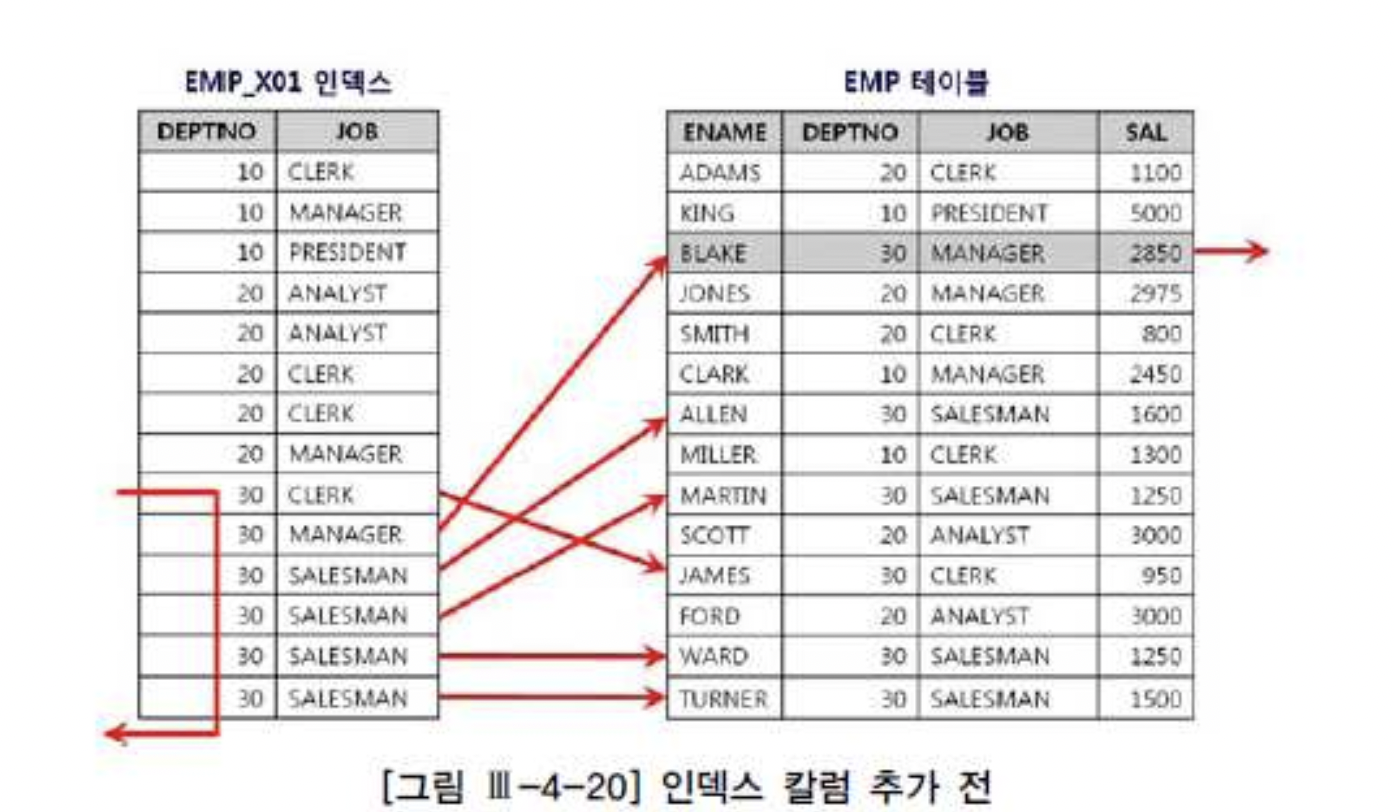 EMP_X01 인덱스
EMP 테이블
DEPTNO JOB
10 CLERK
10 MANAGER
10 PRESIDENT
20 ANALYST
20 ANALYST
20 CLERK
20 CLERK
20 MANAGER
30 CLERK
30 MANAGER
30 SALESMAN
30 SALESMAN
30 SALESMAN
30 SALESMAN
ENAME DEPTNO JOB SAL
ADAMS 20 CLERK 1100
KING 10 PRESIDENT 5000
BLAKE 30 MANAGER 2850
JONES 20 MANAGER 2975
SMITH 20 CLERK 800
CLARK 10 MANAGER 2450
ALLEN 30 SALESMAN 1600
MILLER 10 CLERK 1300
MARTIN 30 SALESMAN 1250
SCOTT 20 ANALYST 3000
JAMES 30 CLERK 950
FORD 20 ANALYST 3000
WARD 30 SALESMAN 1250
TURNER 30 SALESMAN 1500
[그림 Ⅲ-4-20] 인덱스 칼럼 추가 전